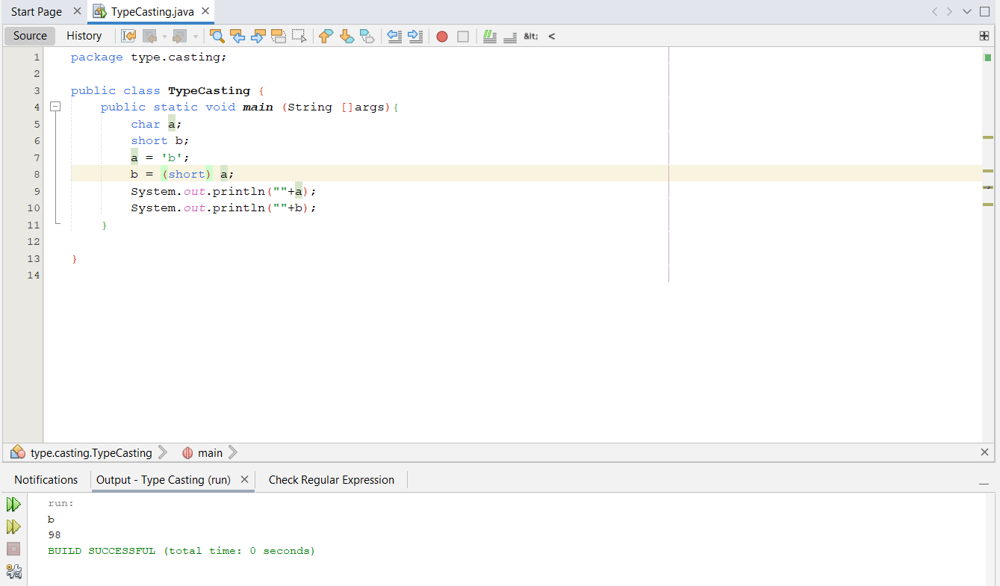 Start Page TypeCasting.java
Source History &lt; <
1 package type.casting;
2
3 public class TypeCasting {
4 public static void main (String []args){
5 char a;
6 short b;
7 a = 'b';
8 b = (short) a;
9 System.out.println(""+a);
10 System.out.println(""+b);
11 }
12
13 }
14
type.casting.TypeCasting main
Notifications Output - Type Casting (run) Check Regular Expression
run:
b
98
BUILD SUCCESSFUL (total time: 0 seconds)